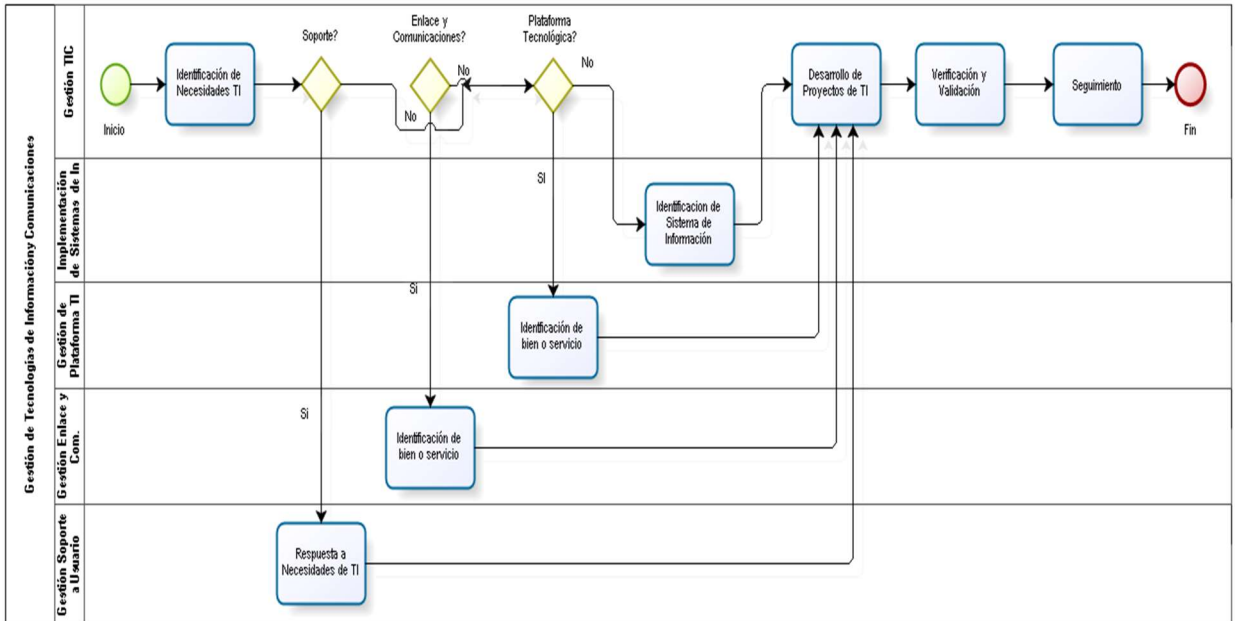 Gestión de Tecnologías de Informacióny Comunicaciones
Gestión TIC
Inicio
Identificación de
Necesidades TI
Soporte?
Enlace y
Comunicaciones?
Plataforma
Tecnológica?
No
No
No
Desarrollo de
Proyectos de TI
Verificación y
Validación
Seguimiento
Fin
Implementación
de Sistemas de In
SI
Identificacion de
Sistema de
Información
Gestión de
Plataforma TI
Si
Identificación de
bien o servicio
Gestión Enlace y
Com.
Si
Identificación de
bien o servicio
Gestión Soporte
a Usuario
Respuesta a
Necesidades de TI